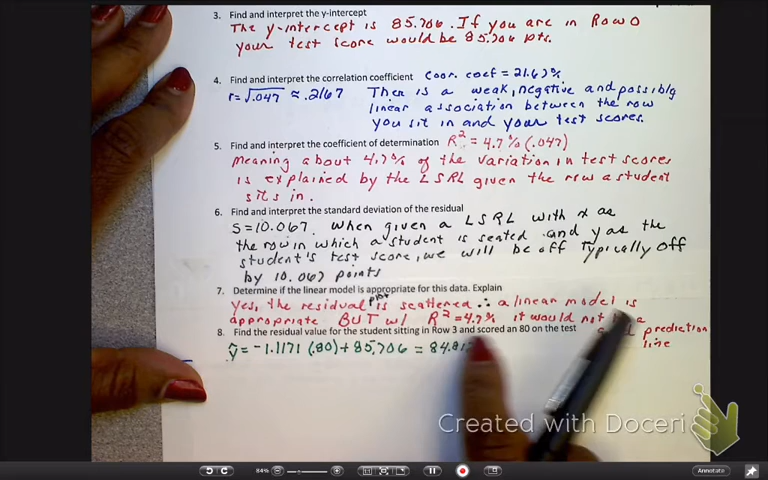 3. Find and interpret the y-intercept
The y-intercept is 85.706. If you are in Row 0
your test score would be 85.706 pts.
4. Find and interpret the correlation coefficient Coor. coef = 21.67%
r=√.047 ≈ .2167 There is a weak, negative and possibly
linear association between the row
you sit in and your test scores.
5. Find and interpret the coefficient of determination R² = 4.7% (.047)
Meaning about 4.7% of the variation in test scores
is explained by the LSRL given the row a student
sits in.
6. Find and interpret the standard deviation of the residual
S=10.067. When given a LSRL with x as
the row in which a student is seated and y as the
student's test score, we will be off typically off
by 10.067 points
7. Determine if the linear model is appropriate for this data. Explain
Yes, the residual plot is scattered ∴ a linear model is
appropriate BUT w/ R²=4.7% it would not
prediction
8. Find the residual value for the student sitting in Row 3 and scored an 80 on the test
line
ŷ = -1.1171 (.80) + 85.706 = 84.81
Created with Doceri
84%
Annotate